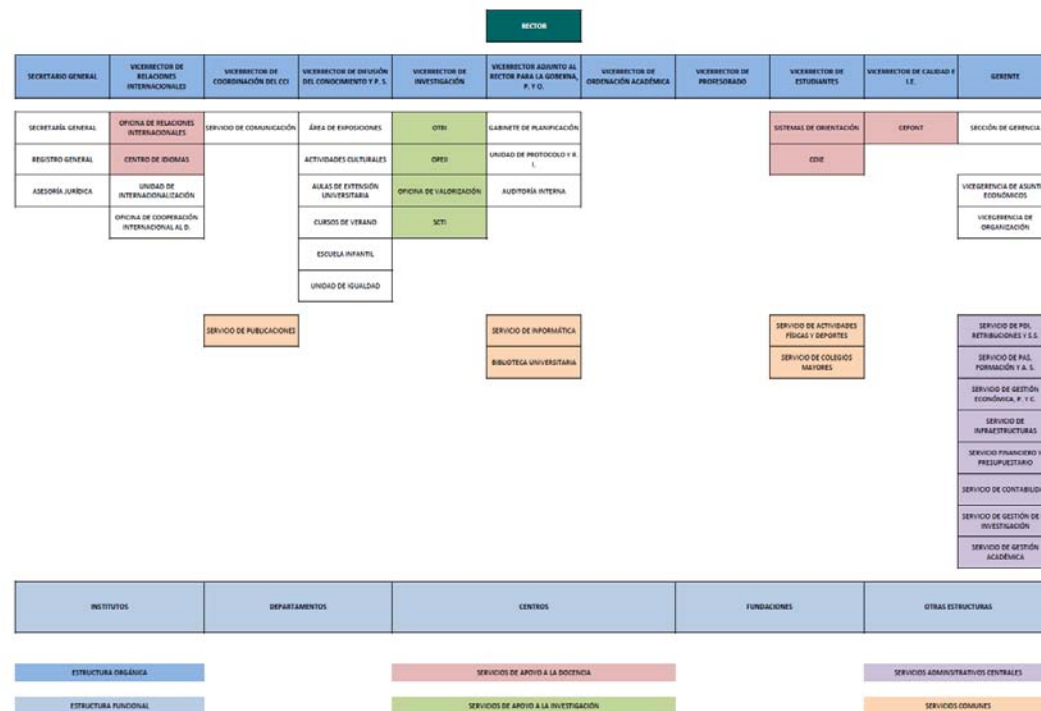 RECTOR
SECRETARIO GENERAL
VICERRECTOR DE
RELACIONES
INTERNACIONALES
VICERRECTOR DE
COORDINACIÓN DEL CCI
VICERRECTOR DE DIFUSIÓN
DEL CONOCIMIENTO Y P. S.
VICERRECTOR DE
INVESTIGACIÓN
VICERRECTOR ADJUNTO AL
RECTOR PARA LA GOBERNA,
P. Y O.
VICERRECTOR DE
ORDENACIÓN ACADÉMICA
VICERRECTOR DE
PROFESORADO
VICERRECTOR DE
ESTUDIANTES
VICERRECTOR DE CALIDAD E
I.E.
GERENTE
SECRETARÍA GENERAL
OFICINA DE RELACIONES
INTERNACIONALES
SERVICIO DE COMUNICACIÓN
ÁREA DE EXPOSICIONES
OTRI
GABINETE DE PLANIFICACIÓN
SISTEMAS DE ORIENTACIÓN
CEFONT
SECCIÓN DE GERENCIA
REGISTRO GENERAL
CENTRO DE IDIOMAS
ACTIVIDADES CULTURALES
OPEII
UNIDAD DE PROTOCOLO Y R.
I.
COIE
ASESORÍA JURÍDICA
UNIDAD DE
INTERNACIONALIZACIÓN
AULAS DE EXTENSIÓN
UNIVERSITARIA
OFICINA DE VALORIZACIÓN
AUDITORÍA INTERNA
VICEGERENCIA DE ASUNT
ECONÓMICOS
OFICINA DE COOPERACIÓN
INTERNACIONAL AL D.
CURSOS DE VERANO
SCTI
VICEGERENCIA DE
ORGANIZACIÓN
ESCUELA INFANTIL
UNIDAD DE IGUALDAD
SERVICIO DE PUBLICACIONES
SERVICIO DE INFORMÁTICA
SERVICIO DE ACTIVIDADES
FÍSICAS Y DEPORTES
SERVICIO DE PDI,
RETRIBUCIONES Y S.S.
BIBLIOTECA UNIVERSITARIA
SERVICIO DE COLEGIOS
MAYORES
SERVICIO DE PAS,
FORMACIÓN Y A. S.
SERVICIO DE GESTIÓN
ECONÓMICA, P. Y C.
SERVICIO DE
INFRAESTRUCTURAS
SERVICIO FINANCIERO Y
PRESUPUESTARIO
SERVICIO DE CONTABILIDA
SERVICIO DE GESTIÓN DE
INVESTIGACIÓN
SERVICIO DE GESTIÓN
ACADÉMICA
INSTITUTOS
DEPARTAMENTOS
CENTROS
FUNDACIONES
OTRAS ESTRUCTURAS
ESTRUCTURA ORGÁNICA
SERVICIOS DE APOYO A LA DOCENCIA
SERVICIOS ADMINSITRATIVOS CENTRALES
ESTRUCTURA FUNCIONAL
SERVICIOS DE APOYO A LA INVESTIGACIÓN
SERVICIOS COMUNES